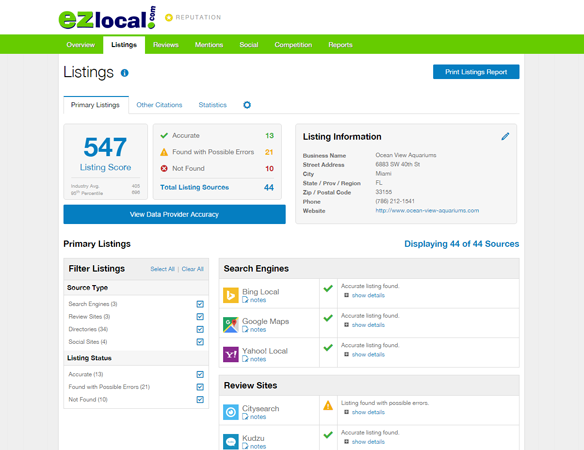 ezlocal.com
REPUTATION
Overview Listings Reviews Mentions Social Competition Reports
Listings
Print Listings Report
Primary Listings Other Citations Statistics
547
Listing Score
Industry Avg.
95th Percentile 696
Accurate 13
Found with Possible Errors 21
Not Found 10
Total Listing Sources 44
View Data Provider Accuracy
Listing Information
Business Name Ocean View Aquariums
Street Address 6883 SW 40th St
City Miami
State / Prov / Region FL
Zip / Postal Code 33155
Phone (786) 212-1541
Website http://www.ocean-view-aquariums.com
Primary Listings
Displaying 44 of 44 Sources
Filter Listings Select All | Clear All
Source Type
Search Engines (3)
Review Sites (3)
Directories (34)
Social Sites (4)
Listing Status
Accurate (13)
Found with Possible Errors (21)
Not Found (10)
Search Engines
Bing Local
notes
Accurate listing found.
show details
Google Maps
notes
Accurate listing found.
show details
Yahoo! Local
notes
Accurate listing found.
show details
Review Sites
Citysearch
notes
Listing found with possible errors.
show details
Kudzu
notes
Accurate listing found.
show details